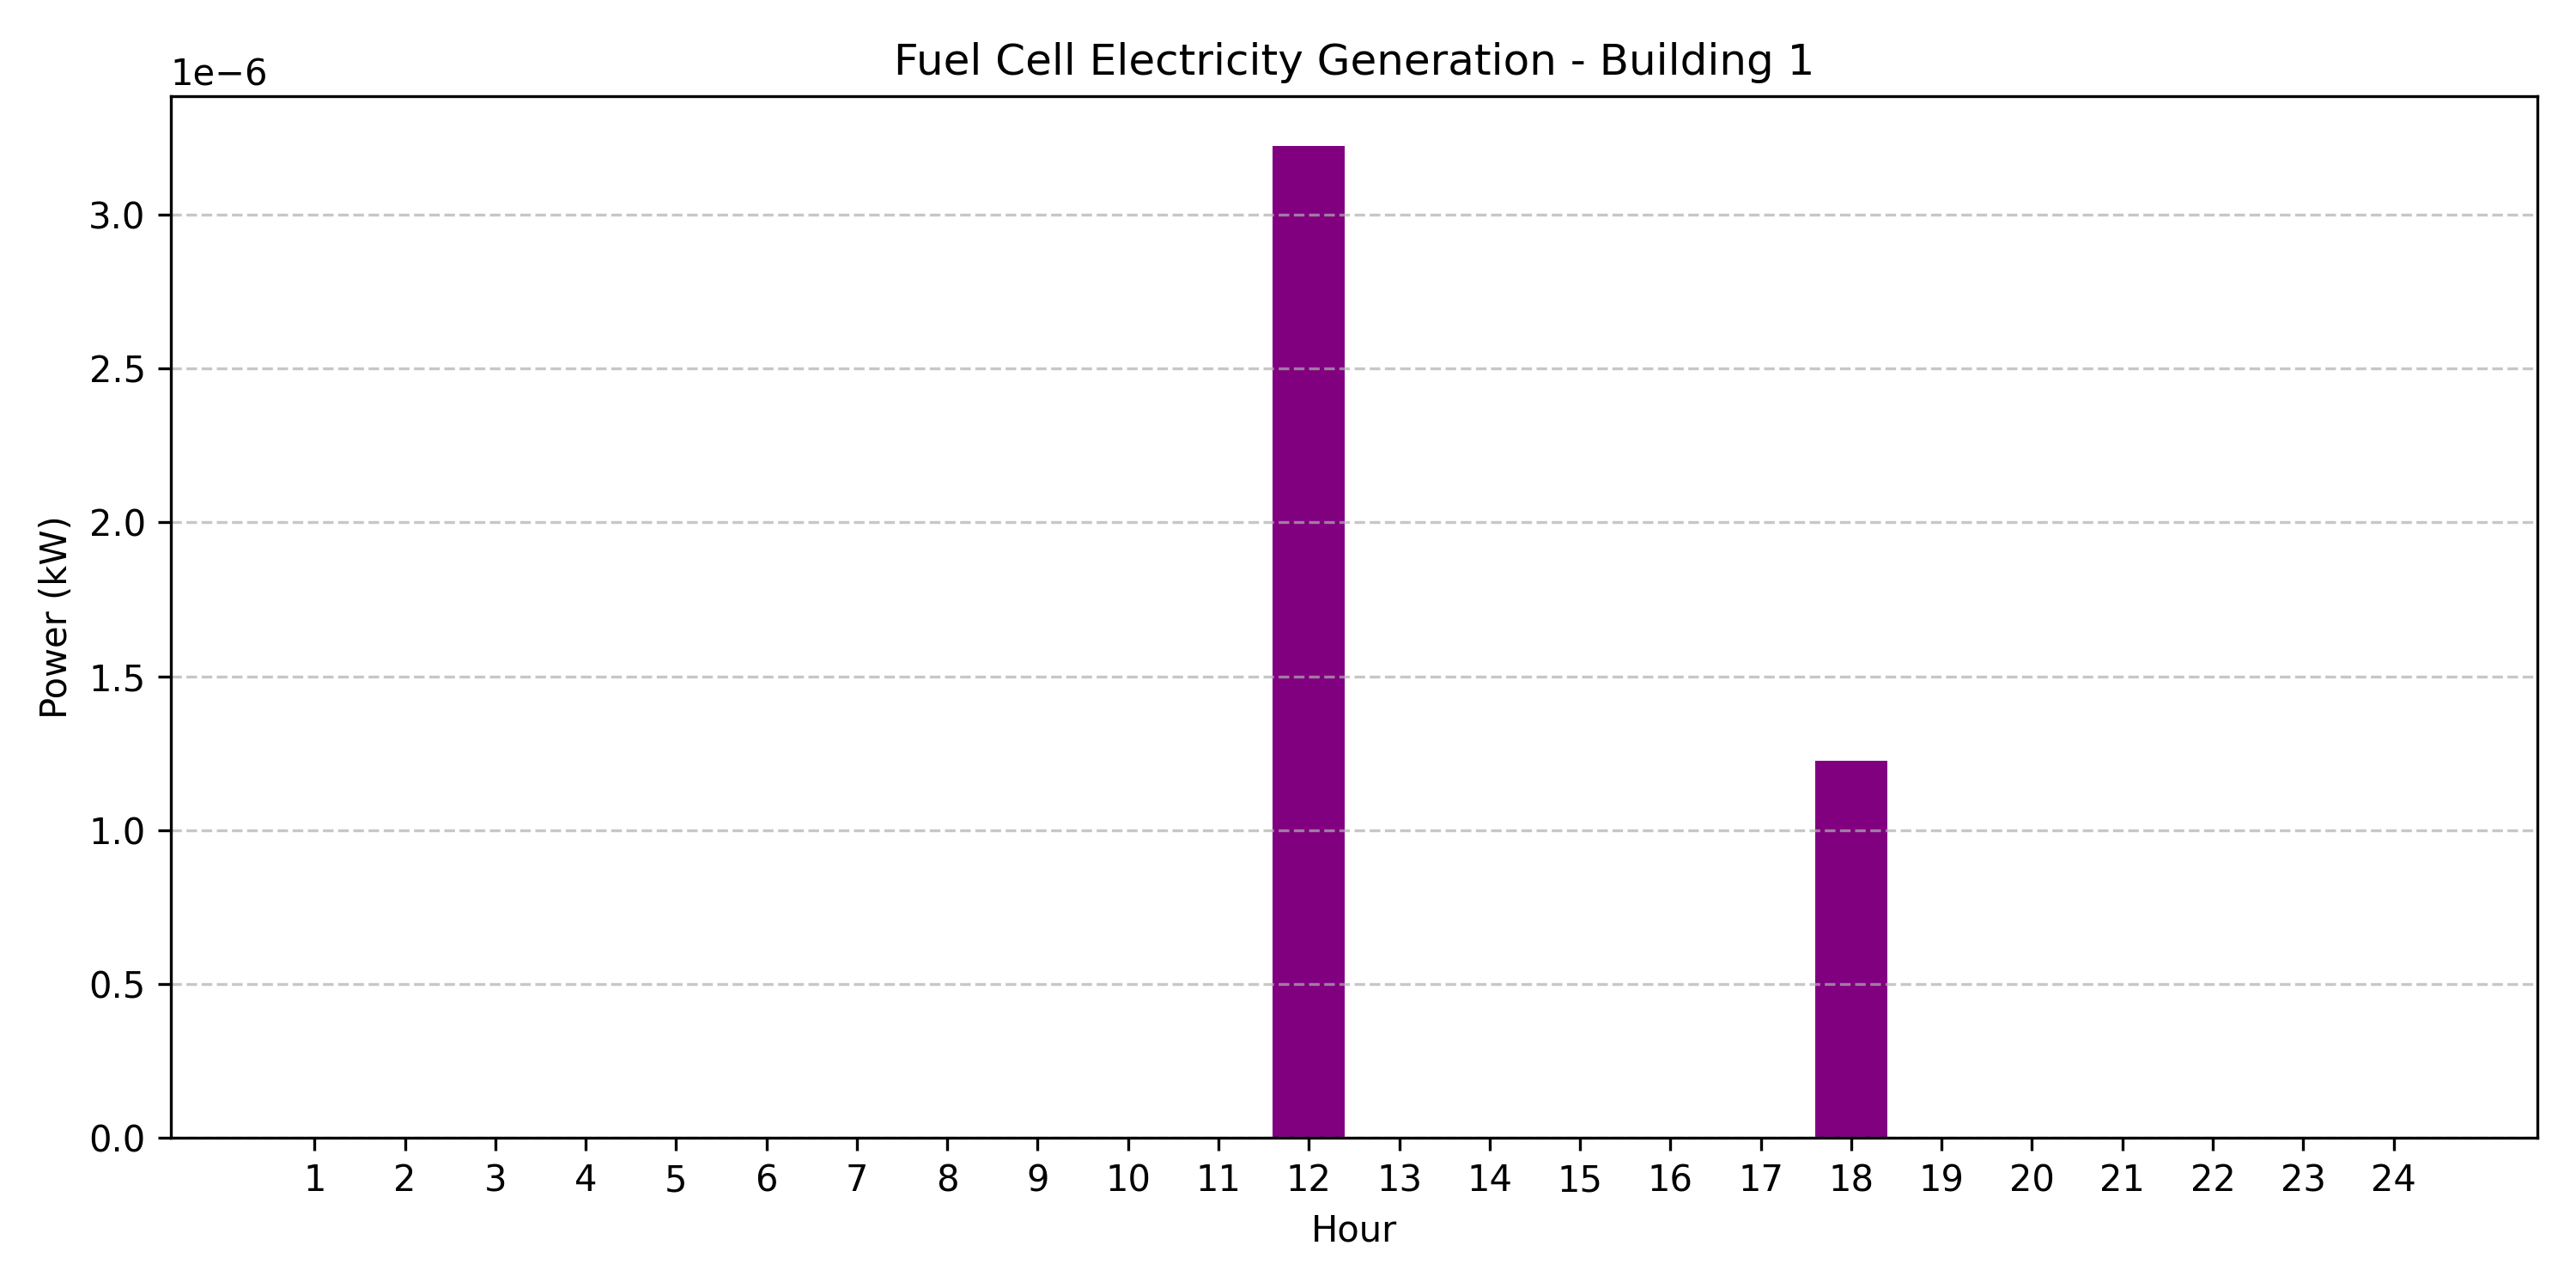 Fuel Cell Electricity Generation - Building 1
1e−6
3.0
2.5
2.0
1.5
1.0
0.5
0.0
Power (kW)
1 2 3 4 5 6 7 8 9 10 11 12 13 14 15 16 17 18 19 20 21 22 23 24
Hour